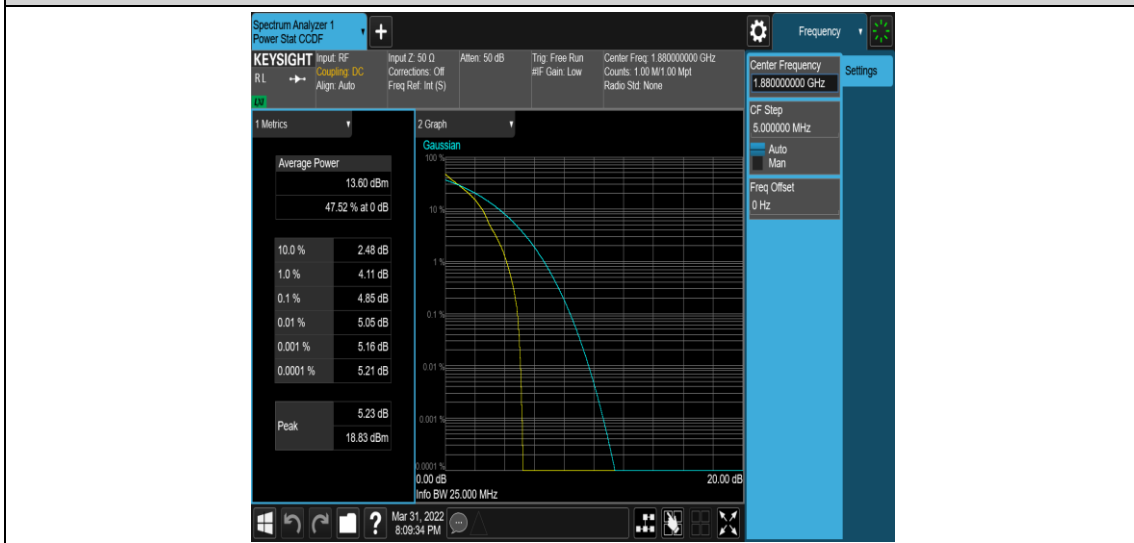 Spectrum Analyzer 1
Power Stat CCDF
+
Frequency
KEYSIGHT
RL
LXI
Input: RF
Coupling: DC
Align: Auto
Input Z: 50 Ω
Corrections: Off
Freq Ref: Int (S)
Atten: 50 dB
Trig: Free Run
#IF Gain: Low
Center Freq: 1.880000000 GHz
Counts: 1.00 M/1.00 Mpt
Radio Std: None
Center Frequency
1.880000000 GHz
Settings
CF Step
5.000000 MHz
Auto
Man
Freq Offset
0 Hz
1 Metrics
Average Power
13.60 dBm
47.52 % at 0 dB
10.0 % 2.48 dB
1.0 % 4.11 dB
0.1 % 4.85 dB
0.01 % 5.05 dB
0.001 % 5.16 dB
0.0001 % 5.21 dB
Peak
5.23 dB
18.83 dBm
2 Graph
Gaussian
100 %
10 %
1 %
0.1 %
0.01 %
0.001 %
0.0001 %
0.00 dB 20.00 dB
Info BW 25.000 MHz
?
Mar 31, 2022
8:09:34 PM